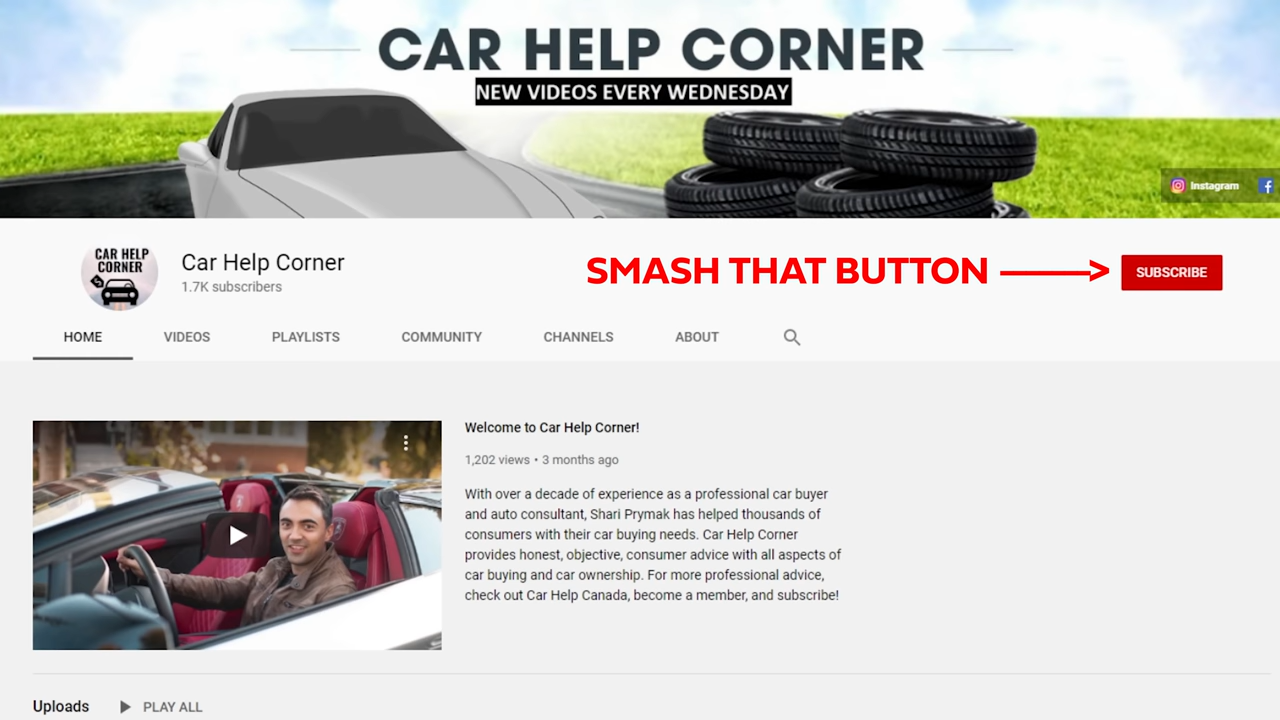 CAR HELP CORNER
NEW VIDEOS EVERY WEDNESDAY
Instagram
CAR HELP
CORNER
Car Help Corner
1.7K subscribers
SMASH THAT BUTTON
SUBSCRIBE
HOME VIDEOS PLAYLISTS COMMUNITY CHANNELS ABOUT
Welcome to Car Help Corner!
1,202 views • 3 months ago
With over a decade of experience as a professional car buyer
and auto consultant, Shari Prymak has helped thousands of
consumers with their car buying needs. Car Help Corner
provides honest, objective, consumer advice with all aspects of
car buying and car ownership. For more professional advice,
check out Car Help Canada, become a member, and subscribe!
Uploads PLAY ALL